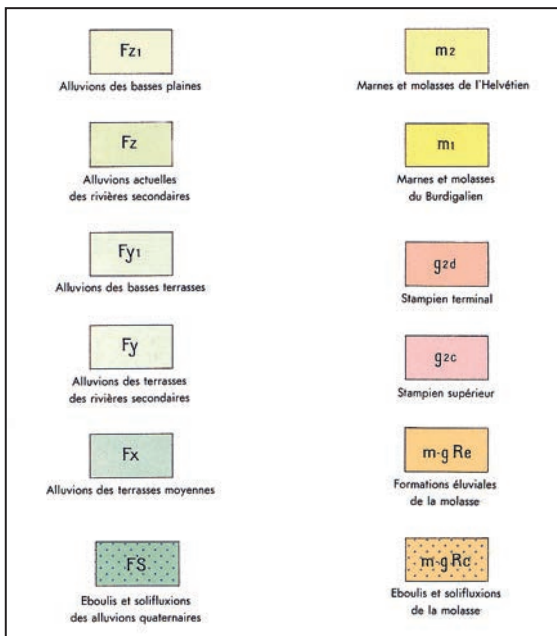 Fz1
Alluvions des basses plaines
Fz
Alluvions actuelles
des rivières secondaires
Fy1
Alluvions des basses terrasses
Fy
Alluvions des terrasses
des rivières secondaires
Fx
Alluvions des terrasses moyennes
FS
Eboulis et solifluxions
des alluvions quaternaires
m2
Marnes et molasses de l'Helvétien
m1
Marnes et molasses
du Burdigalien
g2d
Stampien terminal
g2c
Stampien supérieur
m-g Re
Formations éluviales
de la molasse
m-g Rc
Eboulis et solifluxions
de la molasse